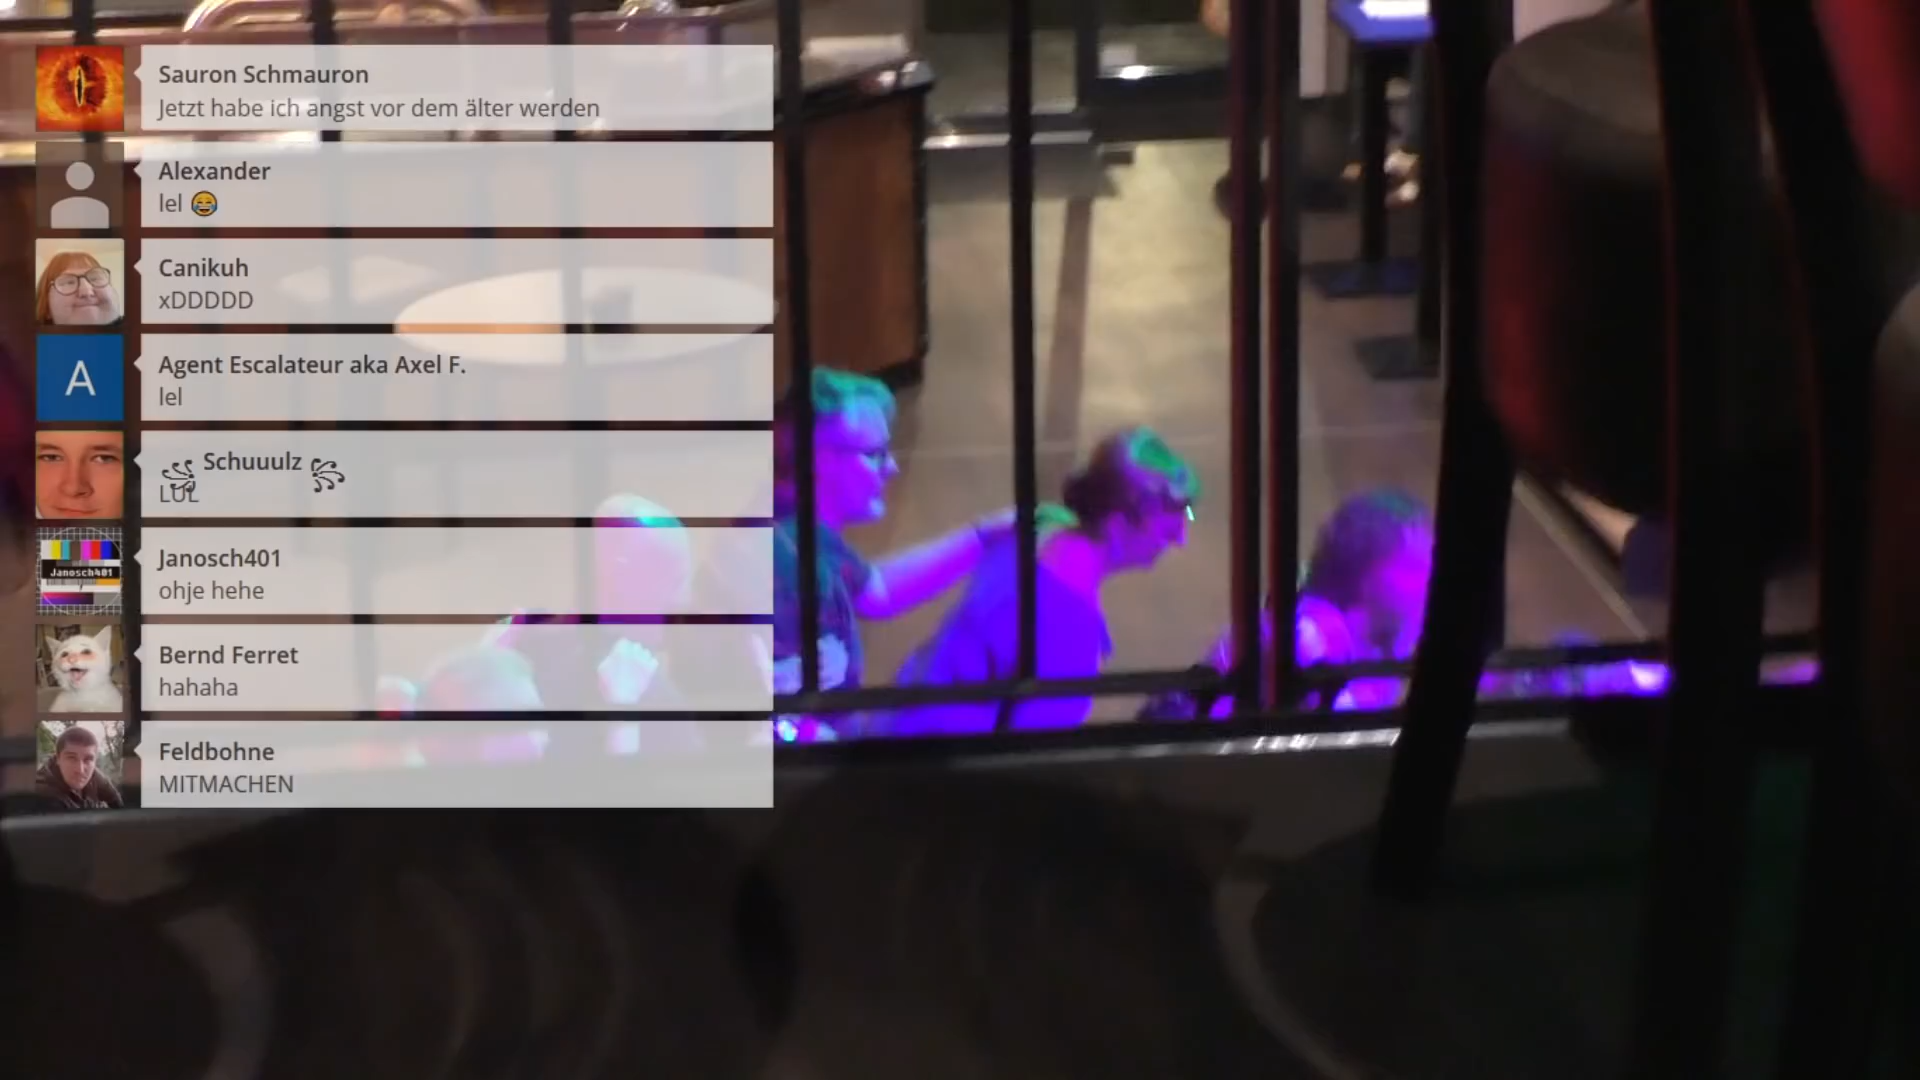 Sauron Schmauron
Jetzt habe ich angst vor dem älter werden
Alexander
lel 😂
Canikuh
xDDDDD
A
Agent Escalateur aka Axel F.
lel
꧁ Schuuulz ꧂
LUL
Janosch401
Janosch401
ohje hehe
Bernd Ferret
hahaha
Feldbohne
MITMACHEN